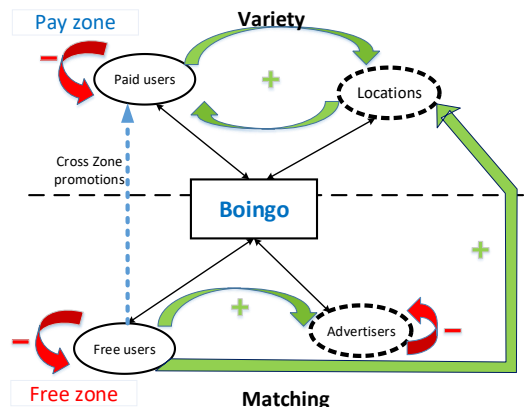 Pay zone
Variety
Paid users
+
Locations
Cross Zone
promotions
Boingo
+
+
Free users
Advertisers
Free zone
Matching